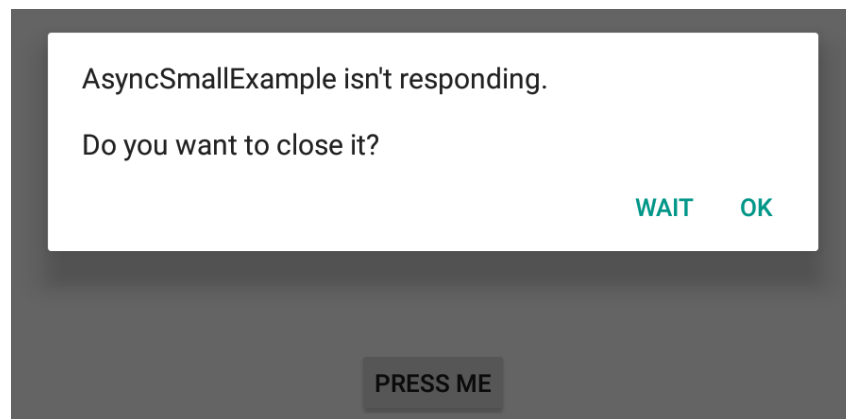 AsyncSmallExample isn't responding.
Do you want to close it?
WAIT OK
PRESS ME